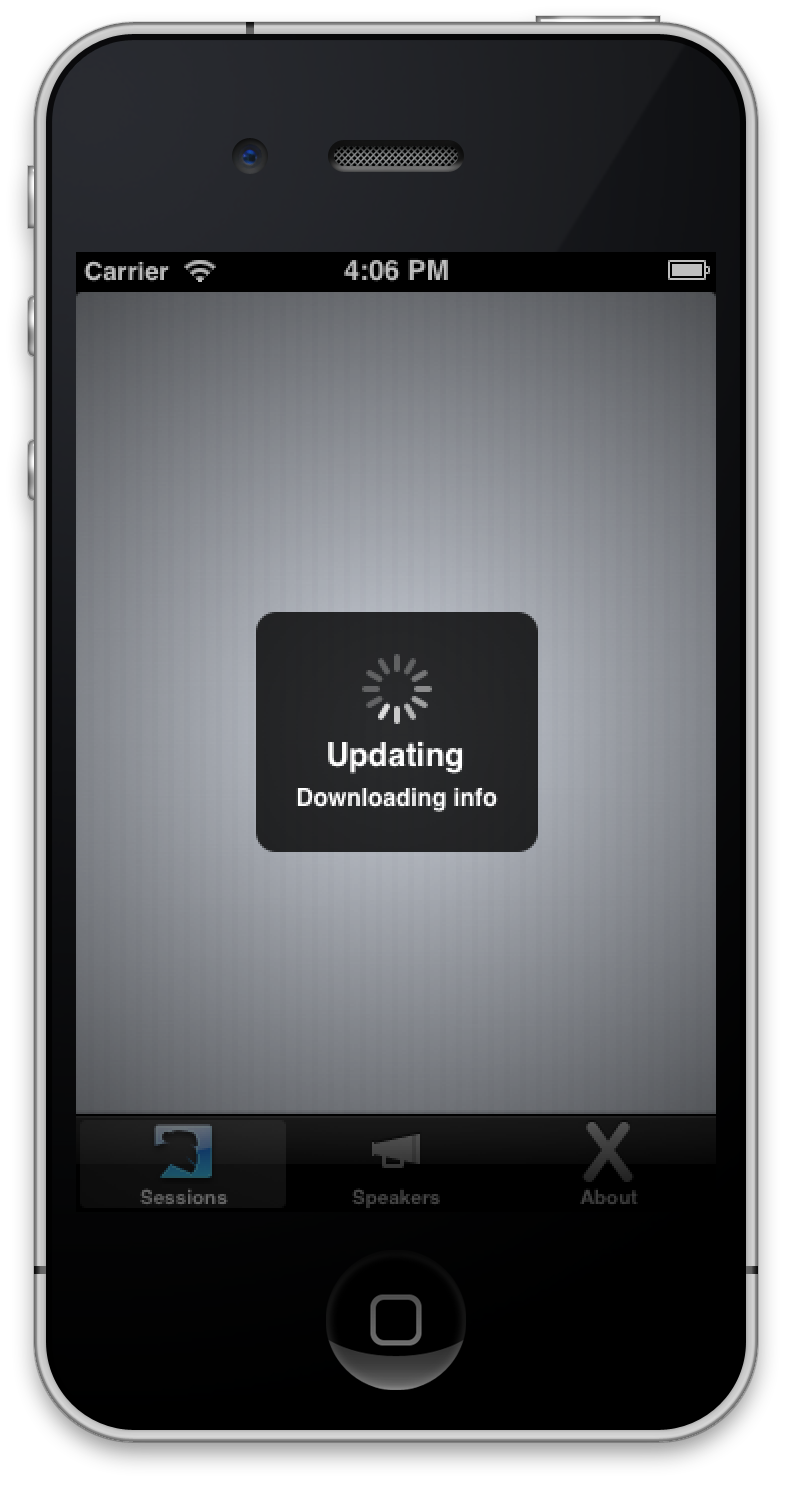 Carrier 4:06 PM
Updating
Downloading info
Sessions Speakers About